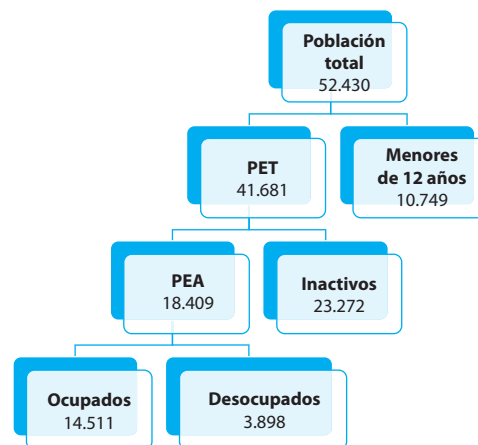 Población
total
52.430
PET
41.681
Menores
de 12 años
10.749
PEA
18.409
Inactivos
23.272
Ocupados
14.511
Desocupados
3.898